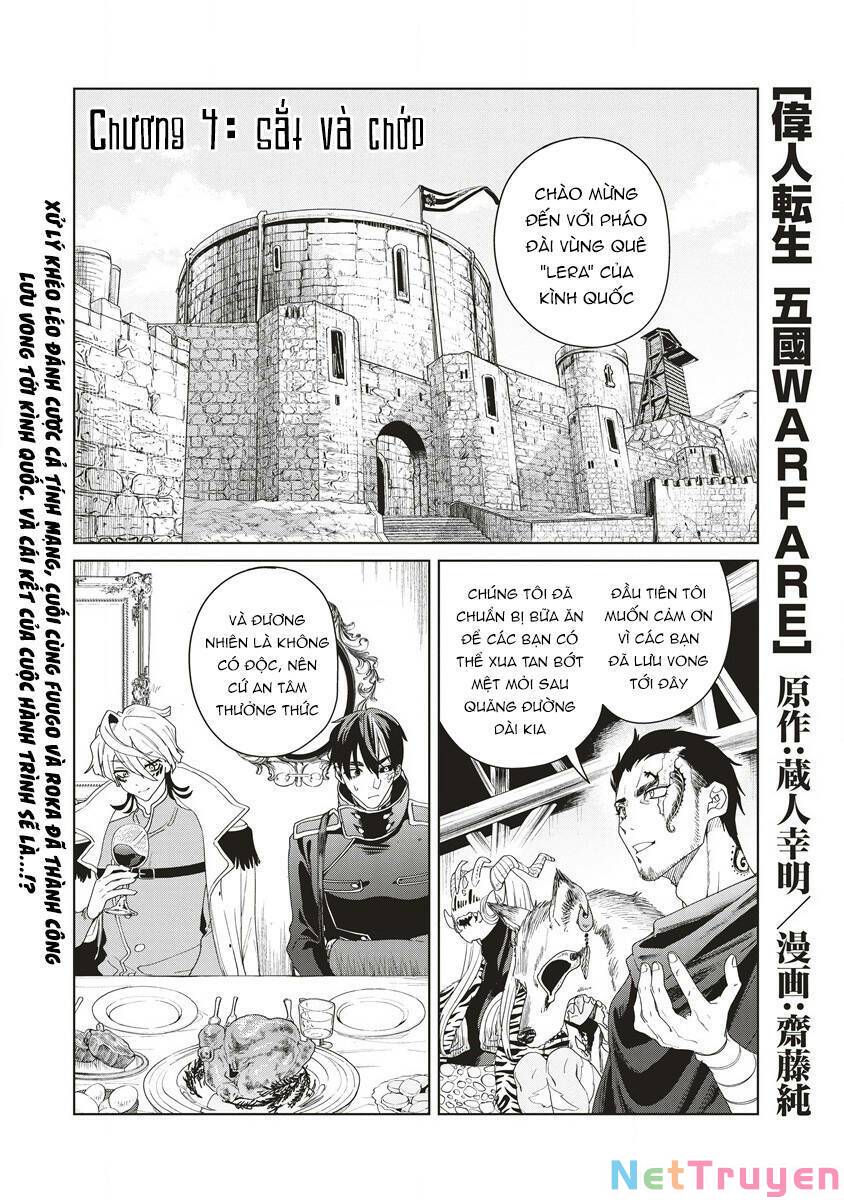 Chương 4: sắt và chớp
CHÀO MỪNG
ĐẾN VỚI PHÁO
ĐÀI VÙNG QUÊ
"LERA" CỦA
KÌNH QUỐC
[偉人転生 五國WARFARE] 原作:蔵人幸明/漫画:齋藤純
XỬ LÝ KHÉO LÉO ĐÁNH CƯỢC CẢ TÍNH MẠNG, CUỐI CÙNG FUUGO VÀ ROKA ĐÃ THÀNH CÔNG
LƯU VONG TỚI KÌNH QUỐC. VÀ CÁI KẾT CỦA CUỘC HÀNH TRÌNH SẼ LÀ...!?
ĐẦU TIÊN TÔI
MUỐN CẢM ƠN
VÌ CÁC BẠN
ĐÃ LƯU VONG
TỚI ĐÂY
CHÚNG TÔI ĐÃ
CHUẨN BỊ BỮA ĂN
ĐỂ CÁC BẠN CÓ
THỂ XUA TAN BỚT
MỆT MỎI SAU
QUÃNG ĐƯỜNG
DÀI KIA
VÀ ĐƯƠNG
NHIÊN LÀ KHÔNG
CÓ ĐỘC, NÊN
CỨ AN TÂM
THƯỞNG THỨC
NetTruyen